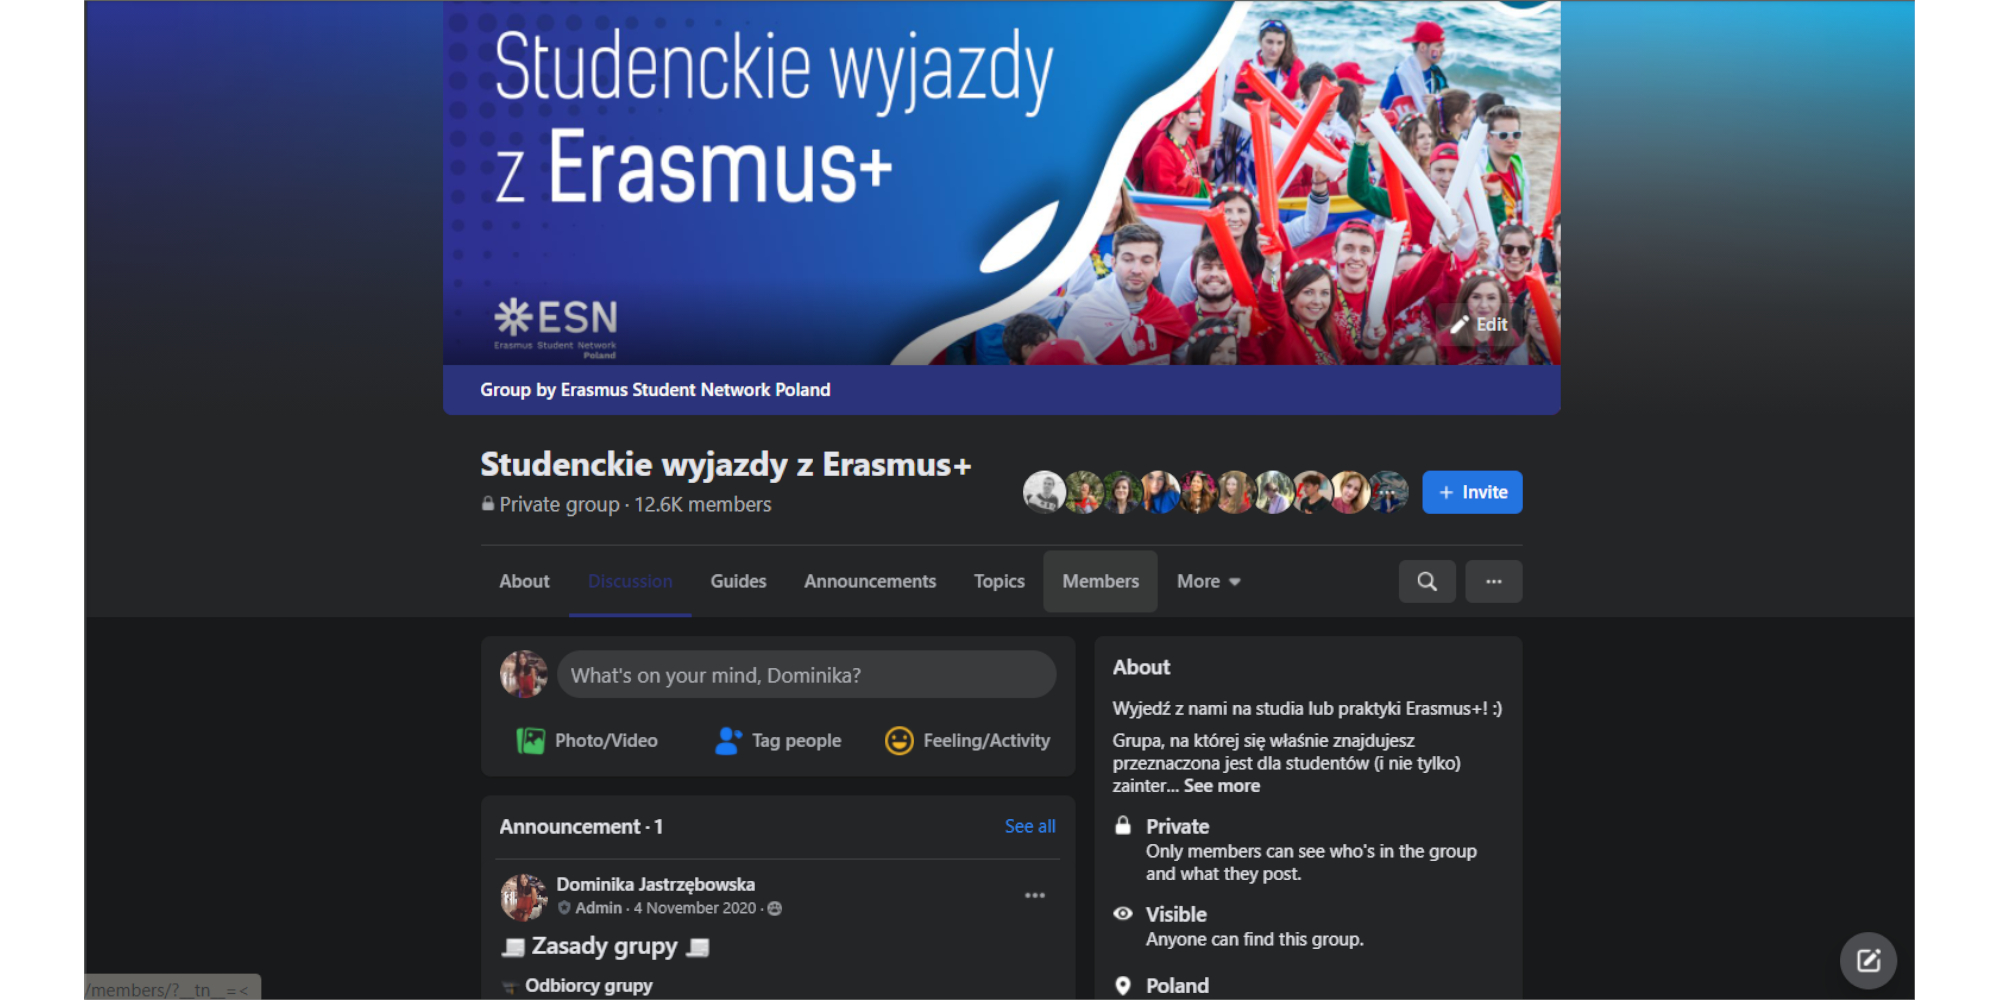 Studenckie wyjazdy
z Erasmus+
ESN
Erasmus Student Network
Poland
Edit
Group by Erasmus Student Network Poland
Studenckie wyjazdy z Erasmus+
Private group · 12.6K members
+ Invite
About
Discussion
Guides
Announcements
Topics
Members
More
What's on your mind, Dominika?
Photo/Video
Tag people
Feeling/Activity
Announcement · 1
See all
Dominika Jastrzębowska
Admin · 4 November 2020 ·
Zasady grupy
Odbiorcy grupy
About
Wyjedź z nami na studia lub praktyki Erasmus+! :)
Grupa, na której się właśnie znajdujesz
przeznaczona jest dla studentów (i nie tylko)
zainter... See more
Private
Only members can see who's in the group
and what they post.
Visible
Anyone can find this group.
Poland
/members/?__tn__=<